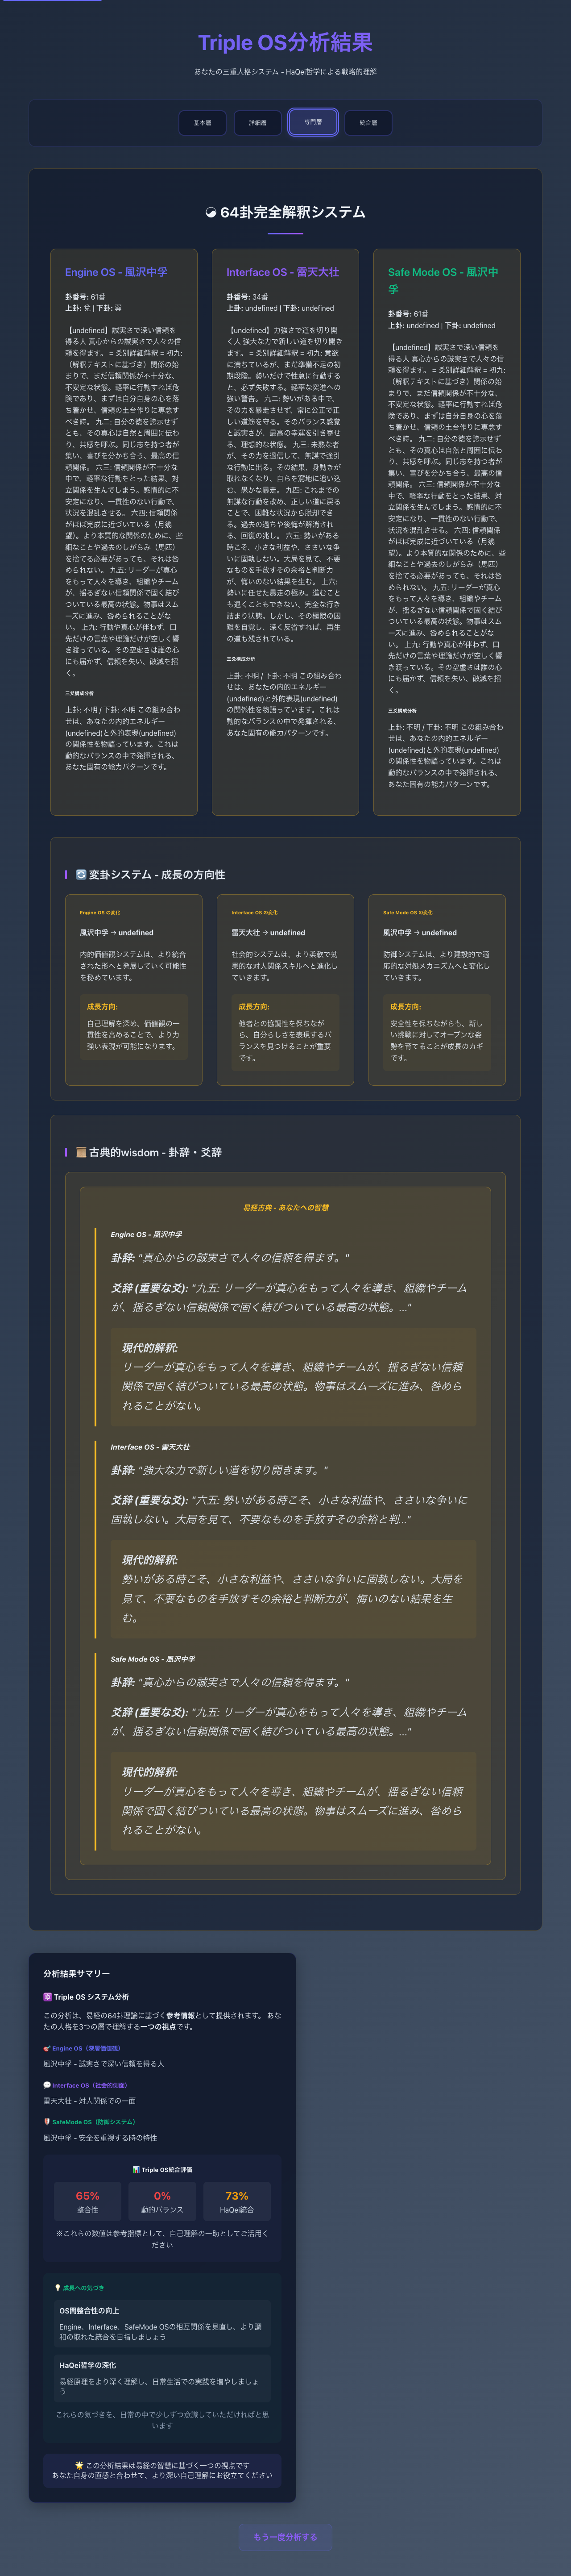 Triple OS分析結果
あなたの三重人格システム - HaQei哲学による戦略的理解
基本層
詳細層
専門層
統合層
64卦完全解釈システム
Engine OS - 風沢中孚
卦番号: 61番
上卦: 兌 | 下卦: 巽
【undefined】誠実さで深い信頼を
得る人 真心からの誠実さで人々の信
頼を得ます。 = 爻別詳細解釈 = 初九:
（解釈テキストに基づき）関係の始
まりで、まだ信頼関係が不十分な、
不安定な状態。軽率に行動すれば危
険であり、まずは自分自身の心を落
ち着かせ、信頼の土台作りに専念す
べき時。 九二: 自分の徳を誇示せず
とも、その真心は自然と周囲に伝わ
り、共感を呼ぶ。同じ志を持つ者が
集い、喜びを分かち合う、最高の信
頼関係。 六三: 信頼関係が不十分な
中で、軽率な行動をとった結果、対
立関係を生んでしまう。感情的に不
安定になり、一貫性のない行動で、
状況を混乱させる。 六四: 信頼関係
がほぼ完成に近づいている（月幾
望）。より本質的な関係のために、些
細なことや過去のしがらみ（馬匹）
を捨てる必要があっても、それは咎
められない。 九五: リーダーが真心
をもって人々を導き、組織やチーム
が、揺るぎない信頼関係で固く結び
ついている最高の状態。物事はスム
ーズに進み、咎められることがな
い。 上九: 行動や真心が伴わず、口
先だけの言葉や理論だけが空しく響
き渡っている。その空虚さは誰の心
にも届かず、信頼を失い、破滅を招
く。
三爻構成分析
上卦: 不明 / 下卦: 不明 この組み合わ
せは、あなたの内的エネルギー
(undefined)と外的表現(undefined)
の関係性を物語っています。これは
動的なバランスの中で発揮される、
あなた固有の能力パターンです。
Interface OS - 雷天大壮
卦番号: 34番
上卦: undefined | 下卦: undefined
【undefined】力強さで道を切り開
く人 強大な力で新しい道を切り開き
ます。 = 爻別詳細解釈 = 初九: 意欲
に満ちているが、まだ準備不足の初
期段階。勢いだけで性急に行動する
と、必ず失敗する。軽率な突進への
強い警告。 九二: 勢いがある中で、
その力を暴走させず、常に公正で正
しい道筋を守る。そのバランス感覚
と誠実さが、最高の幸運を引き寄せ
る、理想的な状態。 九三: 未熟な者
が、その力を過信して、無謀で強引
な行動に出る。その結果、身動きが
取れなくなり、自らを窮地に追い込
む、愚かな暴走。 九四: これまでの
無謀な行動を改め、正しい道に戻る
ことで、困難な状況から脱却でき
る。過去の過ちや後悔が解消され
る、回復の兆し。 六五: 勢いがある
時こそ、小さな利益や、ささいな争
いに固執しない。大局を見て、不要
なものを手放すその余裕と判断力
が、悔いのない結果を生む。 上六:
勢いに任せた暴走の極み。進むこと
も退くこともできない、完全な行き
詰まり状態。しかし、その極限の困
難を自覚し、深く反省すれば、再生
の道も残されている。
三爻構成分析
上卦: 不明 / 下卦: 不明 この組み合わ
せは、あなたの内的エネルギー
(undefined)と外的表現(undefined)
の関係性を物語っています。これは
動的なバランスの中で発揮される、
あなた固有の能力パターンです。
Safe Mode OS - 風沢中
孚
卦番号: 61番
上卦: undefined | 下卦: undefined
【undefined】誠実さで深い信頼を
得る人 真心からの誠実さで人々の信
頼を得ます。 = 爻別詳細解釈 = 初九:
（解釈テキストに基づき）関係の始
まりで、まだ信頼関係が不十分な、
不安定な状態。軽率に行動すれば危
険であり、まずは自分自身の心を落
ち着かせ、信頼の土台作りに専念す
べき時。 九二: 自分の徳を誇示せず
とも、その真心は自然と周囲に伝わ
り、共感を呼ぶ。同じ志を持つ者が
集い、喜びを分かち合う、最高の信
頼関係。 六三: 信頼関係が不十分な
中で、軽率な行動をとった結果、対
立関係を生んでしまう。感情的に不
安定になり、一貫性のない行動で、
状況を混乱させる。 六四: 信頼関係
がほぼ完成に近づいている（月幾
望）。より本質的な関係のために、些
細なことや過去のしがらみ（馬匹）
を捨てる必要があっても、それは咎
められない。 九五: リーダーが真心
をもって人々を導き、組織やチーム
が、揺るぎない信頼関係で固く結び
ついている最高の状態。物事はスム
ーズに進み、咎められることがな
い。 上九: 行動や真心が伴わず、口
先だけの言葉や理論だけが空しく響
き渡っている。その空虚さは誰の心
にも届かず、信頼を失い、破滅を招
く。
三爻構成分析
上卦: 不明 / 下卦: 不明 この組み合わ
せは、あなたの内的エネルギー
(undefined)と外的表現(undefined)
の関係性を物語っています。これは
動的なバランスの中で発揮される、
あなた固有の能力パターンです。
変卦システム - 成長の方向性
Engine OS の変化
風沢中孚 → undefined
内的価値観システムは、より統合
された形へと発展していく可能性
を秘めています。
成長方向:
自己理解を深め、価値観の一
貫性を高めることで、より力
強い表現が可能になります。
Interface OS の変化
雷天大壮 → undefined
社会的システムは、より柔軟で効
果的な対人関係スキルへと進化し
ていきます。
成長方向:
他者との協調性を保ちなが
ら、自分らしさを表現するバ
ランスを見つけることが重要
です。
Safe Mode OS の変化
風沢中孚 → undefined
防御システムは、より建設的で適
応的な対処メカニズムへと変化し
ていきます。
成長方向:
安全性を保ちながらも、新し
い挑戦に対してオープンな姿
勢を育てることが成長のカギ
です。
古典的wisdom - 卦辞・爻辞
易経古典 - あなたへの智慧
Engine OS - 風沢中孚
卦辞: "真心からの誠実さで人々の信頼を得ます。"
爻辞 (重要な爻): "九五: リーダーが真心をもって人々を導き、組織やチーム
が、揺るぎない信頼関係で固く結びついている最高の状態。..."
現代的解釈:
リーダーが真心をもって人々を導き、組織やチームが、揺るぎない信頼
関係で固く結びついている最高の状態。物事はスムーズに進み、咎めら
れることがない。
Interface OS - 雷天大壮
卦辞: "強大な力で新しい道を切り開きます。"
爻辞 (重要な爻): "六五: 勢いがある時こそ、小さな利益や、ささいな争いに
固執しない。大局を見て、不要なものを手放すその余裕と判..."
現代的解釈:
勢いがある時こそ、小さな利益や、ささいな争いに固執しない。大局を
見て、不要なものを手放すその余裕と判断力が、悔いのない結果を生
む。
Safe Mode OS - 風沢中孚
卦辞: "真心からの誠実さで人々の信頼を得ます。"
爻辞 (重要な爻): "九五: リーダーが真心をもって人々を導き、組織やチーム
が、揺るぎない信頼関係で固く結びついている最高の状態。..."
現代的解釈:
リーダーが真心をもって人々を導き、組織やチームが、揺るぎない信頼
関係で固く結びついている最高の状態。物事はスムーズに進み、咎めら
れることがない。
分析結果サマリー
Triple OS システム分析
この分析は、易経の64卦理論に基づく参考情報として提供されます。 あな
たの人格を3つの層で理解する一つの視点です。
Engine OS（深層価値観）
風沢中孚 - 誠実さで深い信頼を得る人
Interface OS（社会的側面）
雷天大壮 - 対人関係での一面
SafeMode OS（防御システム）
風沢中孚 - 安全を重視する時の特性
Triple OS統合評価
65%
整合性
0%
動的バランス
73%
HaQei統合
※これらの数値は参考指標として、自己理解の一助としてご活用く
ださい
成長への気づき
OS間整合性の向上
Engine、Interface、SafeMode OSの相互関係を見直し、より調
和の取れた統合を目指しましょう
HaQei哲学の深化
易経原理をより深く理解し、日常生活での実践を増やしましょ
う
これらの気づきを、日常の中で少しずつ意識していただければと思
います
この分析結果は易経の智慧に基づく一つの視点です
あなた自身の直感と合わせて、より深い自己理解にお役立てください
もう一度分析する